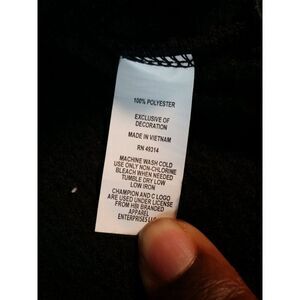 100% POLYESTER
EXCLUSIVE OF
DECORATION
MADE IN VIETNAM
RN 49314
MACHINE WASH COLD
USE ONLY NON-CHLORINE
BLEACH WHEN NEEDED
TUMBLE DRY LOW
LOW IRON
CHAMPION AND C LOGO
ARE USED UNDER LICENSE
FROM HBI BRANDED
APPAREL
ENTERPRISES